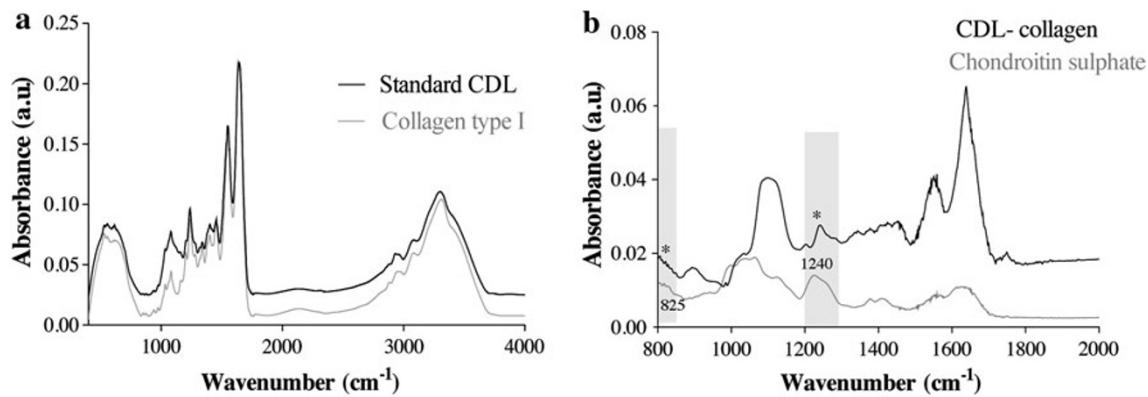 a
0.25
0.20
0.15
0.10
0.05
0.00
Absorbance (a.u.)
Standard CDL
Collagen type I
1000 2000 3000 4000
Wavenumber (cm-1)
b
0.08
0.06
0.04
0.02
0.00
Absorbance (a.u.)
CDL- collagen
Chondroitin sulphate
*
825
*
1240
800 1000 1200 1400 1600 1800 2000
Wavenumber (cm-1)